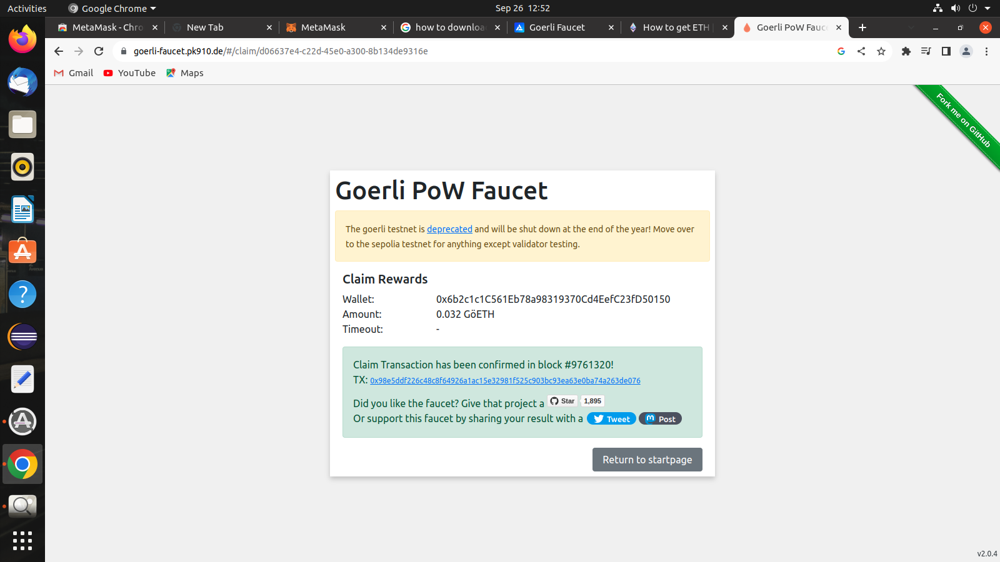 Activities
Google Chrome
Sep 26 12:52
MetaMask - Chro
New Tab
MetaMask
how to downloa
Goerli Faucet
How to get ETH |
Goerli PoW Fauc
goerli-faucet.pk910.de/#/claim/d06637e4-c22d-45e0-a300-8b134de9316e
Gmail
YouTube
Maps
Fork me on GitHub
Goerli PoW Faucet
The goerli testnet is deprecated and will be shut down at the end of the year! Move over
to the sepolia testnet for anything except validator testing.
Claim Rewards
Wallet: 0x6b2c1c1C561Eb78a98319370Cd4EefC23fD50150
Amount: 0.032 GöETH
Timeout: -
Claim Transaction has been confirmed in block #9761320!
TX: 0x98e5ddf226c48c8f64926a1ac15e32981f525c903bc93ea63e0ba74a263de076
Did you like the faucet? Give that project a Star 1,895
Or support this faucet by sharing your result with a Tweet Post
Return to startpage
v2.0.4